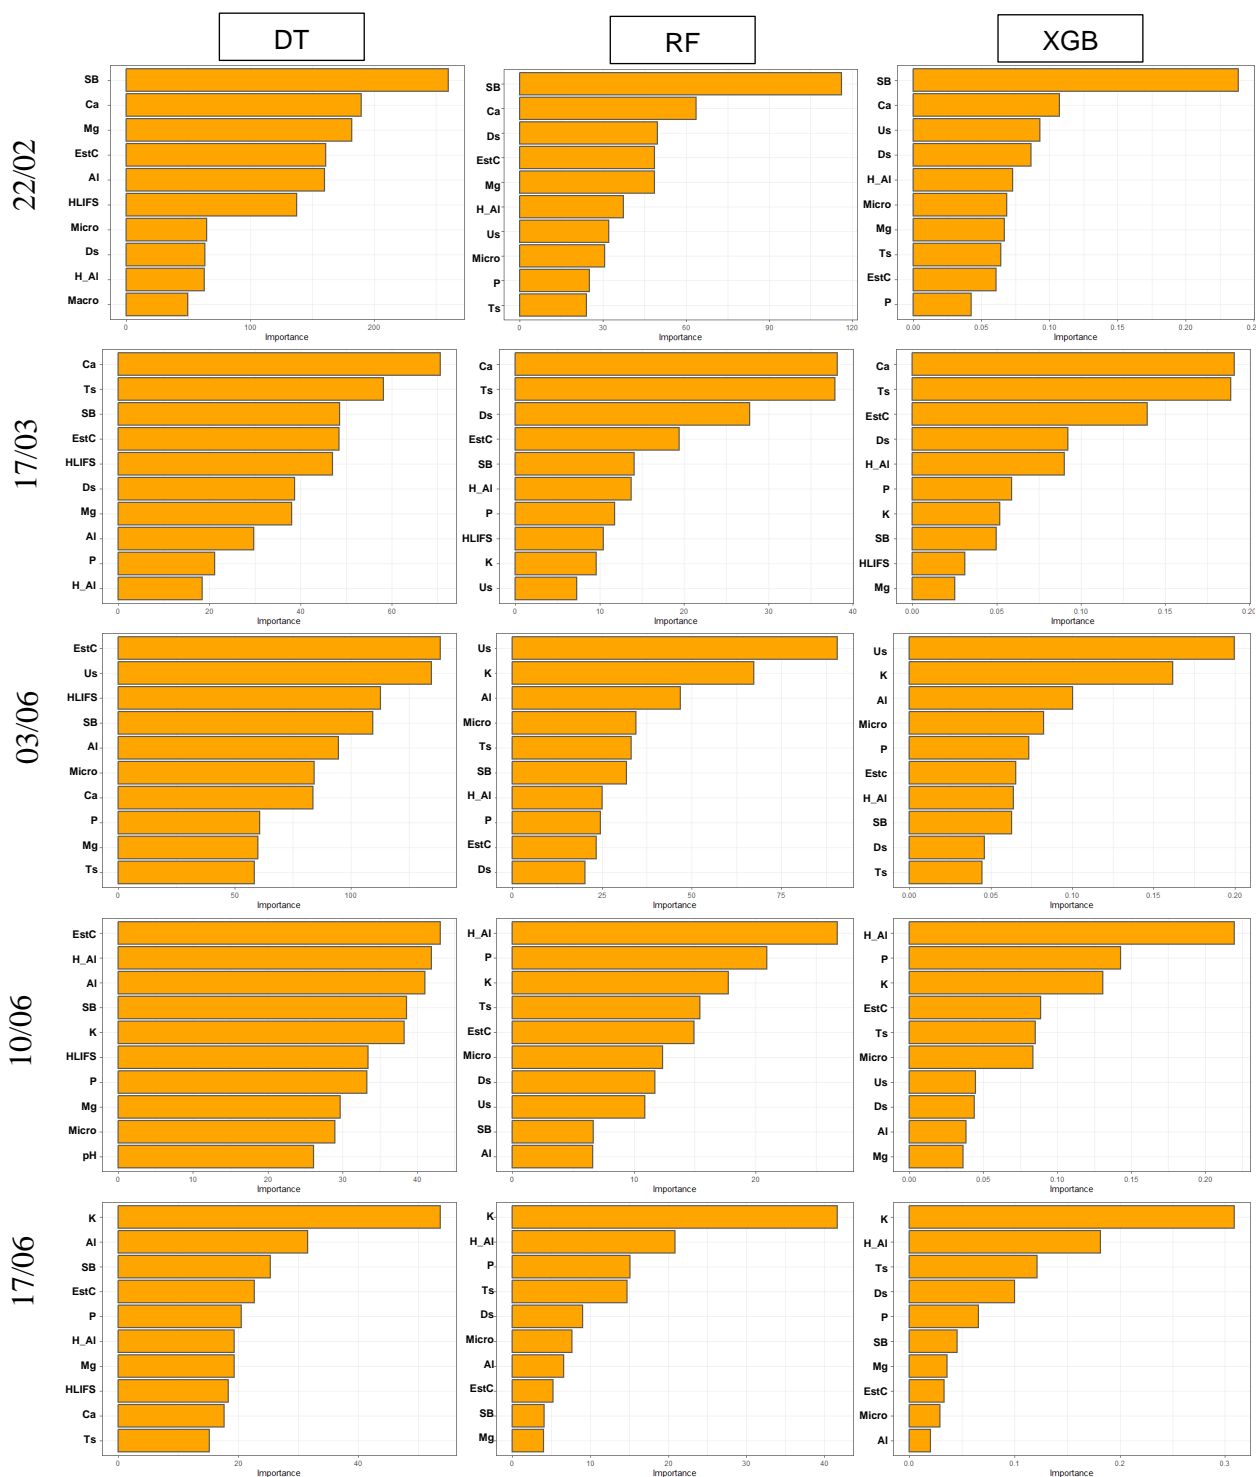 DT
RF
XGB
22/02
SB
Ca
Mg
EstC
Al
HLIFS
Micro
Ds
H_Al
Macro
0 100 200
Importance
SB
Ca
Ds
EstC
Mg
H_Al
Us
Micro
P
Ts
0 30 60 90 120
Importance
SB
Ca
Us
Ds
H_Al
Micro
Mg
Ts
EstC
P
0.00 0.05 0.10 0.15 0.20 0.2
Importance
17/03
Ca
Ts
SB
EstC
HLIFS
Ds
Mg
Al
P
H_Al
0 20 40 60
Importance
Ca
Ts
Ds
EstC
SB
H_Al
P
HLIFS
K
Us
0 10 20 30 40
Importance
Ca
Ts
EstC
Ds
H_Al
P
K
SB
HLIFS
Mg
0.00 0.05 0.10 0.15 0.20
Importance
03/06
EstC
Us
HLIFS
SB
Al
Micro
Ca
P
Mg
Ts
0 50 100
Importance
Us
K
Al
Micro
Ts
SB
H_Al
P
EstC
Ds
0 25 50 75
Importance
Us
K
Al
Micro
P
Estc
H_Al
SB
Ds
Ts
0.00 0.05 0.10 0.15 0.20
Importance
10/06
EstC
H_Al
Al
SB
K
HLIFS
P
Mg
Micro
pH
0 10 20 30 40
Importance
H_Al
P
K
Ts
EstC
Micro
Ds
Us
SB
Al
0 10 20
Importance
H_Al
P
K
EstC
Ts
Micro
Us
Ds
Al
Mg
0.00 0.05 0.10 0.15 0.20
Importance
17/06
K
Al
SB
EstC
P
H_Al
Mg
HLIFS
Ca
Ts
0 20 40
Importance
K
H_Al
P
Ts
Ds
Micro
Al
EstC
SB
Mg
0 10 20 30 40
Importance
K
H_Al
Ts
Ds
P
SB
Mg
EstC
Micro
Al
0.0 0.1 0.2 0.3
Importance